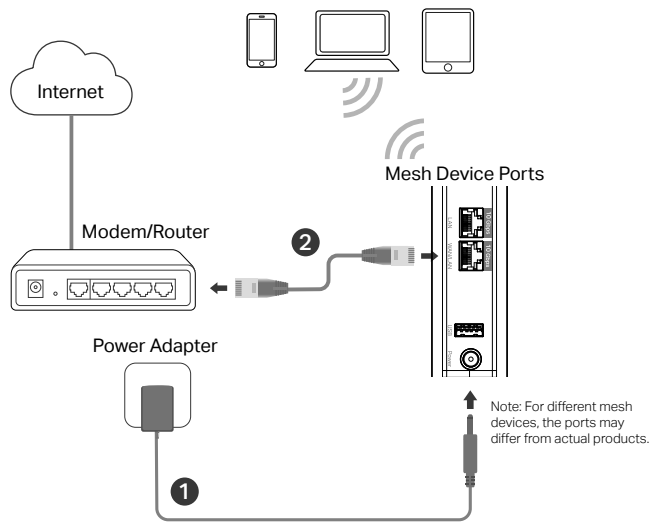 Internet
Mesh Device Ports
Modem/Router
2
LAN
WAN/LAN
USB
Power
Power Adapter
Note: For different mesh
devices, the ports may
differ from actual products.
1